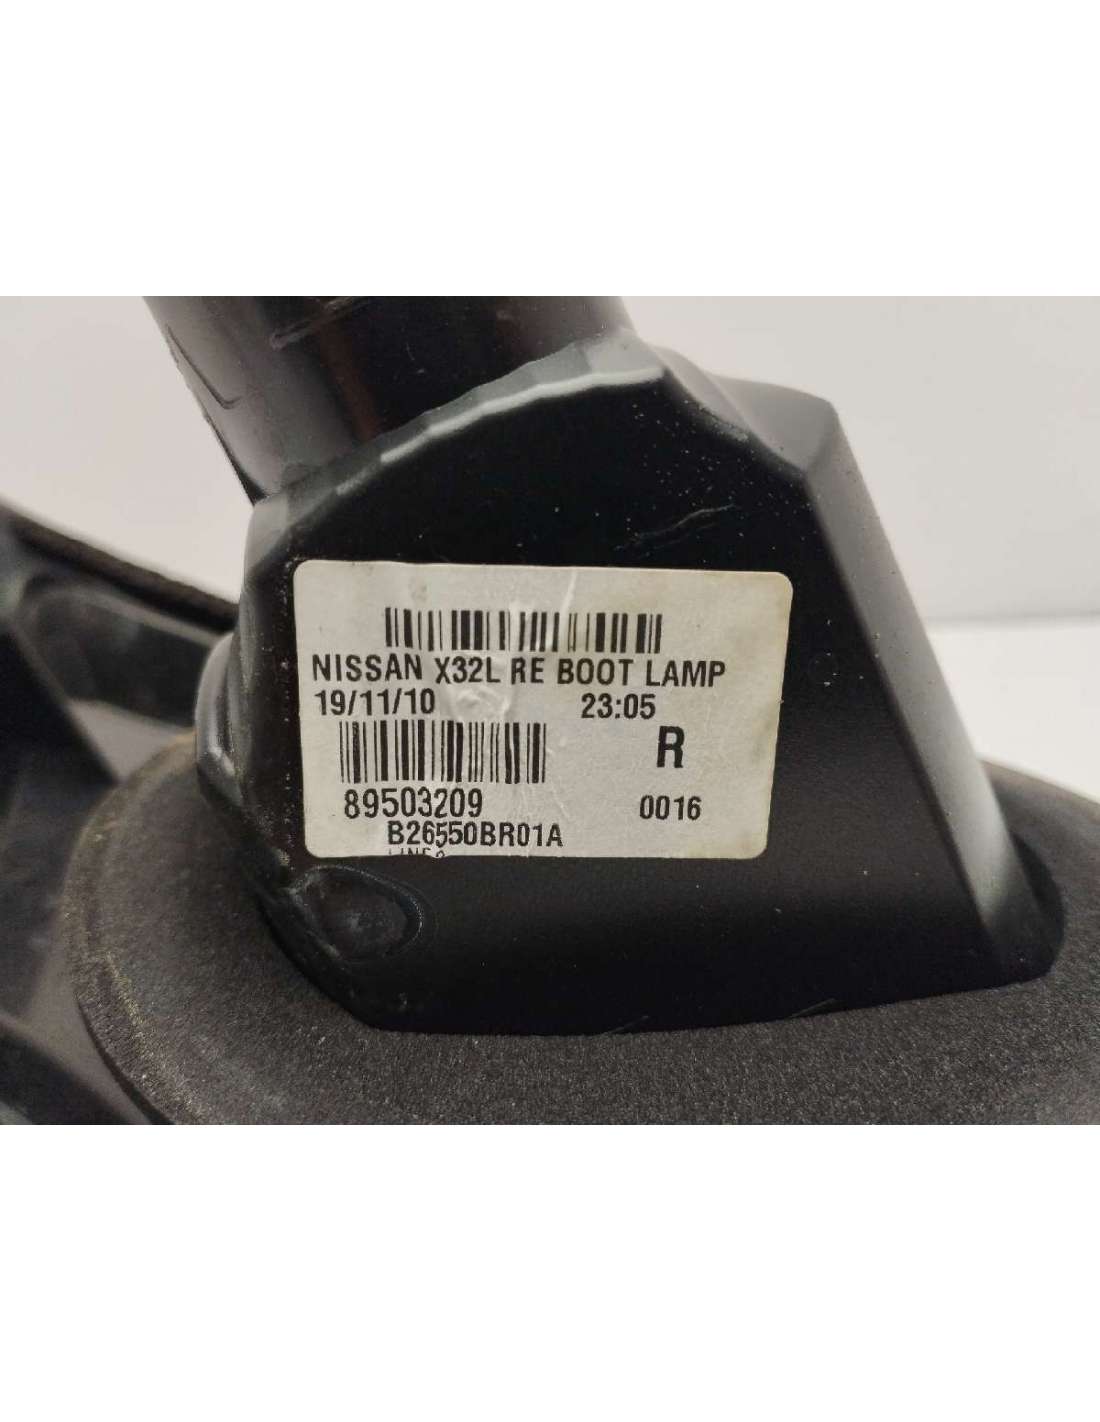 NISSAN X32L RE BOOT LAMP
19/11/10 23:05
R
89503209 0016
B26550BR01A